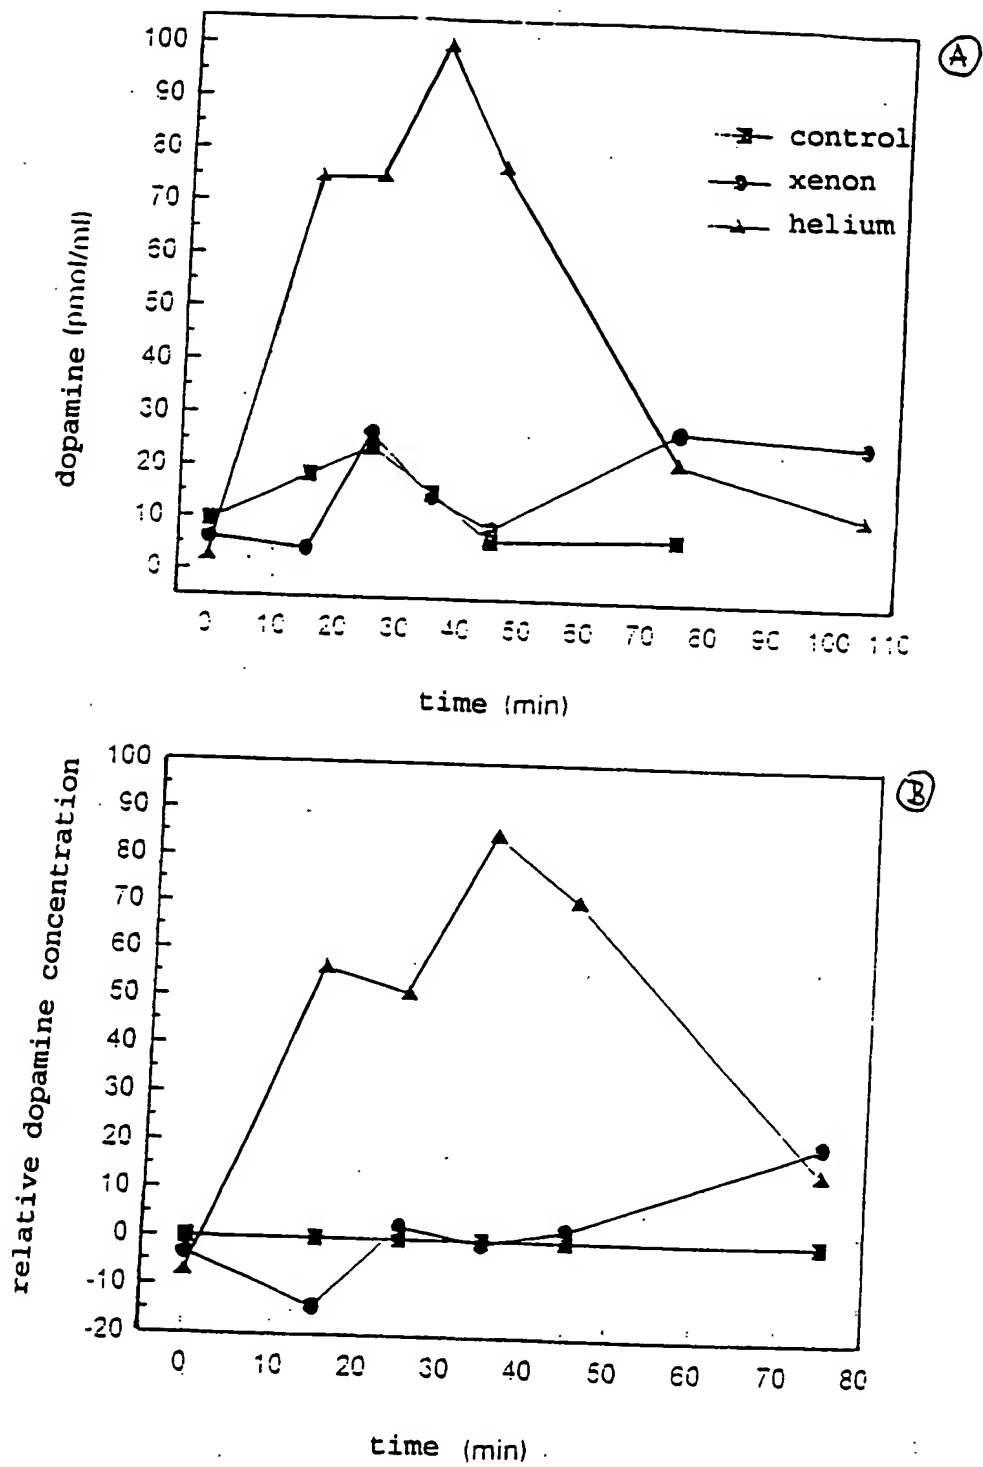 A
100
90
80
70
60
50
40
30
20
10
0
dopamine (pmol/ml)
control
xenon
helium
0 10 20 30 40 50 60 70 80 90 100 110
time (min)
B
100
90
80
70
60
50
40
30
20
10
0
-10
-20
relative dopamine concentration
0 10 20 30 40 50 60 70 80
time (min)